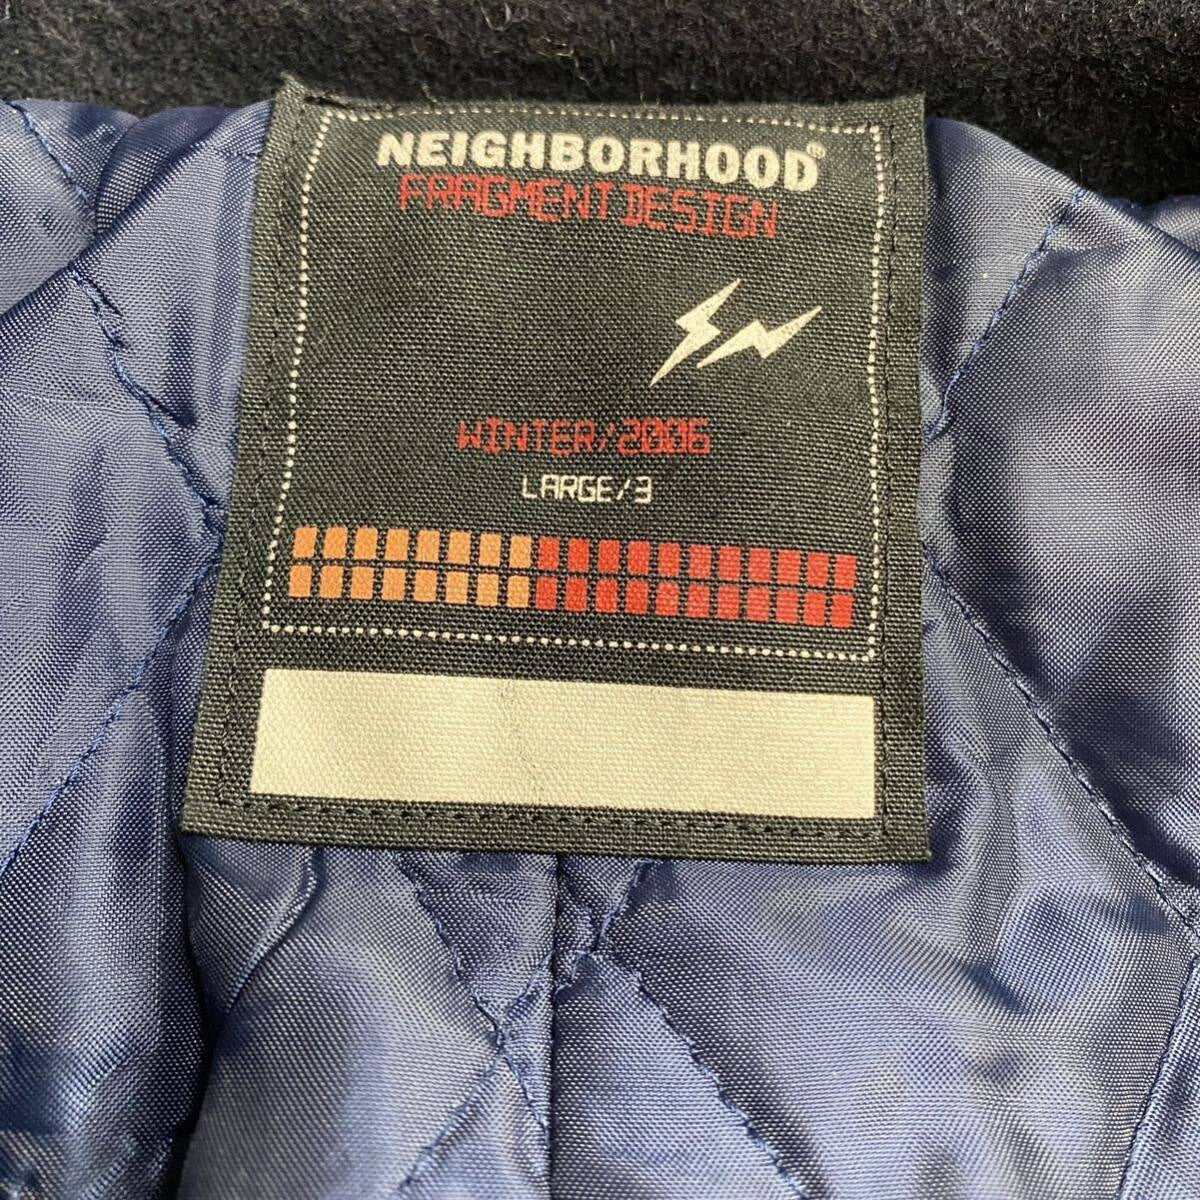 NEIGHBORHOOD®
FRAGMENT DESIGN
WINTER/2006
LARGE/3